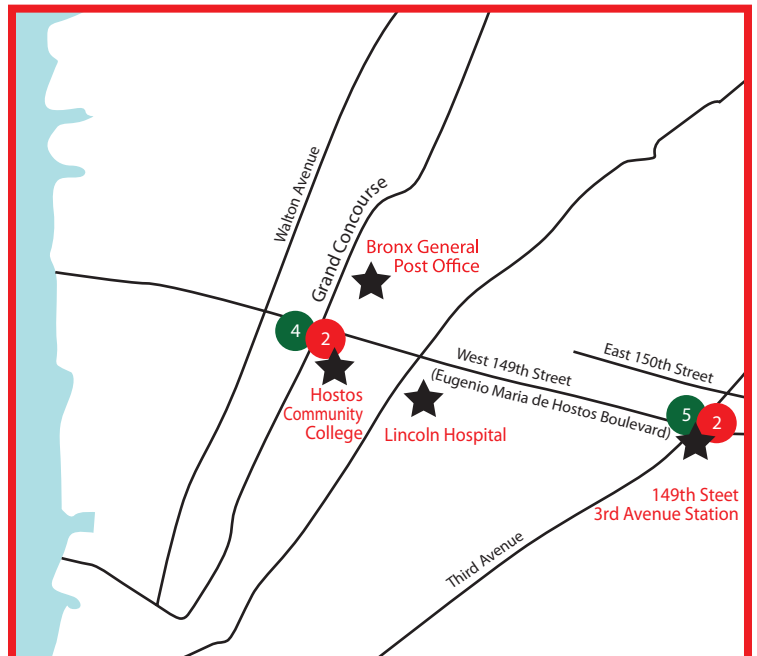 Walton Avenue
Grand Concourse
Bronx General
Post Office
4
2
Hostos
Community
College
West 149th Street
(Eugenio Maria de Hostos Boulevard)
East 150th Street
Lincoln Hospital
5
2
149th Steet
3rd Avenue Station
Third Avenue